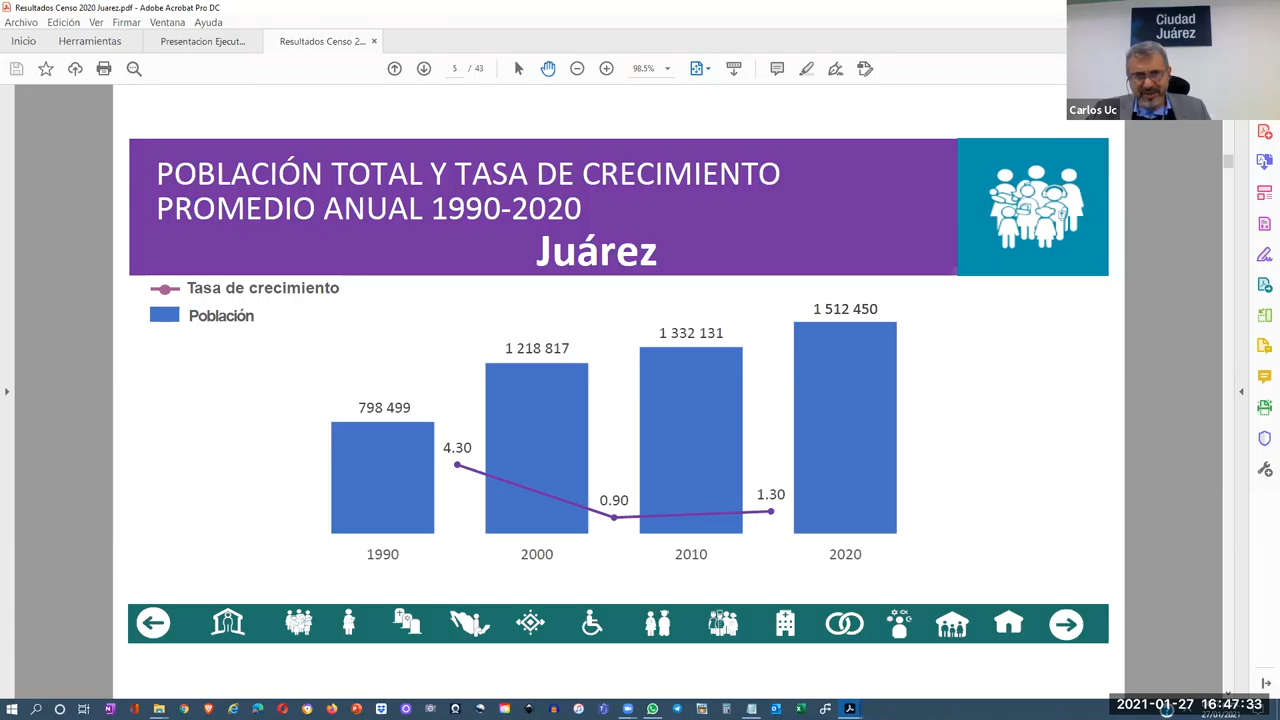 Resultados Censo 2020 Juarez.pdf - Adobe Acrobat Pro DC
Archivo Edición Ver Firmar Ventana Ayuda
Inicio Herramientas Presentacion Ejecut... Resultados Censo 2... ×
5 / 43 98.5%
Ciudad
Juárez
Carlos Uc
POBLACIÓN TOTAL Y TASA DE CRECIMIENTO
PROMEDIO ANUAL 1990-2020
Juárez
Tasa de crecimiento
Población
1 512 450
1 332 131
1 218 817
798 499
4.30
0.90
1.30
1990 2000 2010 2020
2021-01-27 16:47:33
27/01/2021